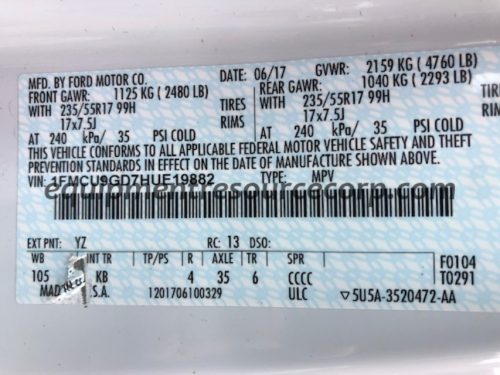 MFD. BY FORD MOTOR CO. DATE: 06/17 GVWR: 2159 KG (4760 LB)
FRONT GAWR: 1125 KG (2480 LB) REAR GAWR: 1040 KG (2293 LB)
WITH 235/55R17 99H TIRES WITH 235/55R17 99H TIRES
17x7.5J RIMS 17x7.5J
AT 240 kPa/ 35 PSI COLD AT 240 kPa/ 35 PSI COLD
THIS VEHICLE CONFORMS TO ALL APPLICABLE FEDERAL MOTOR VEHICLE SAFETY AND THEFT
PREVENTION STANDARDS IN EFFECT ON THE DATE OF MANUFACTURE SHOWN ABOVE.
VIN: 1FMCU9GD7HUE19882 TYPE: MPV
equipmentresourcecorp.com
EXT PNT: YZ RC: 13 DSO:
WB INT TR TP/PS R AXLE TR SPR F0104
105 KB 4 35 6 CCCC T0291
MAD U.S.A. 1201706100329 ULC 5U5A-3520472-AA